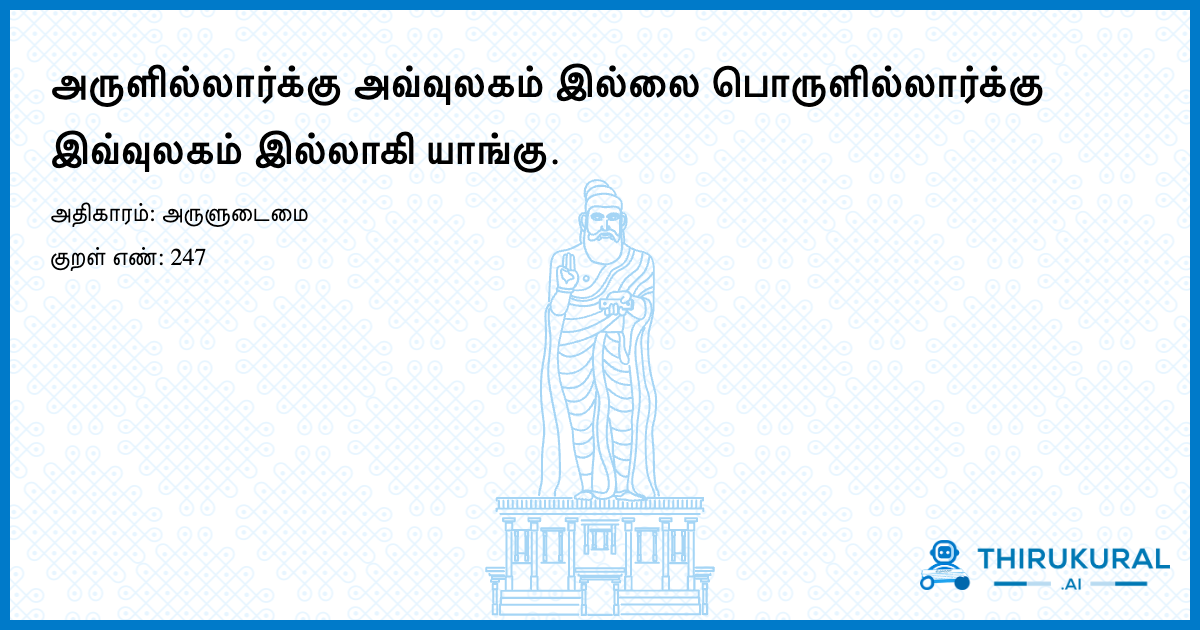 அருளில்லார்க்கு அவ்வுலகம் இல்லை பொருளில்லார்க்கு
இவ்வுலகம் இல்லாகி யாங்கு.
அதிகாரம்: அருளுடைமை
குறள் எண்: 247
THIRUKURAL
.AI